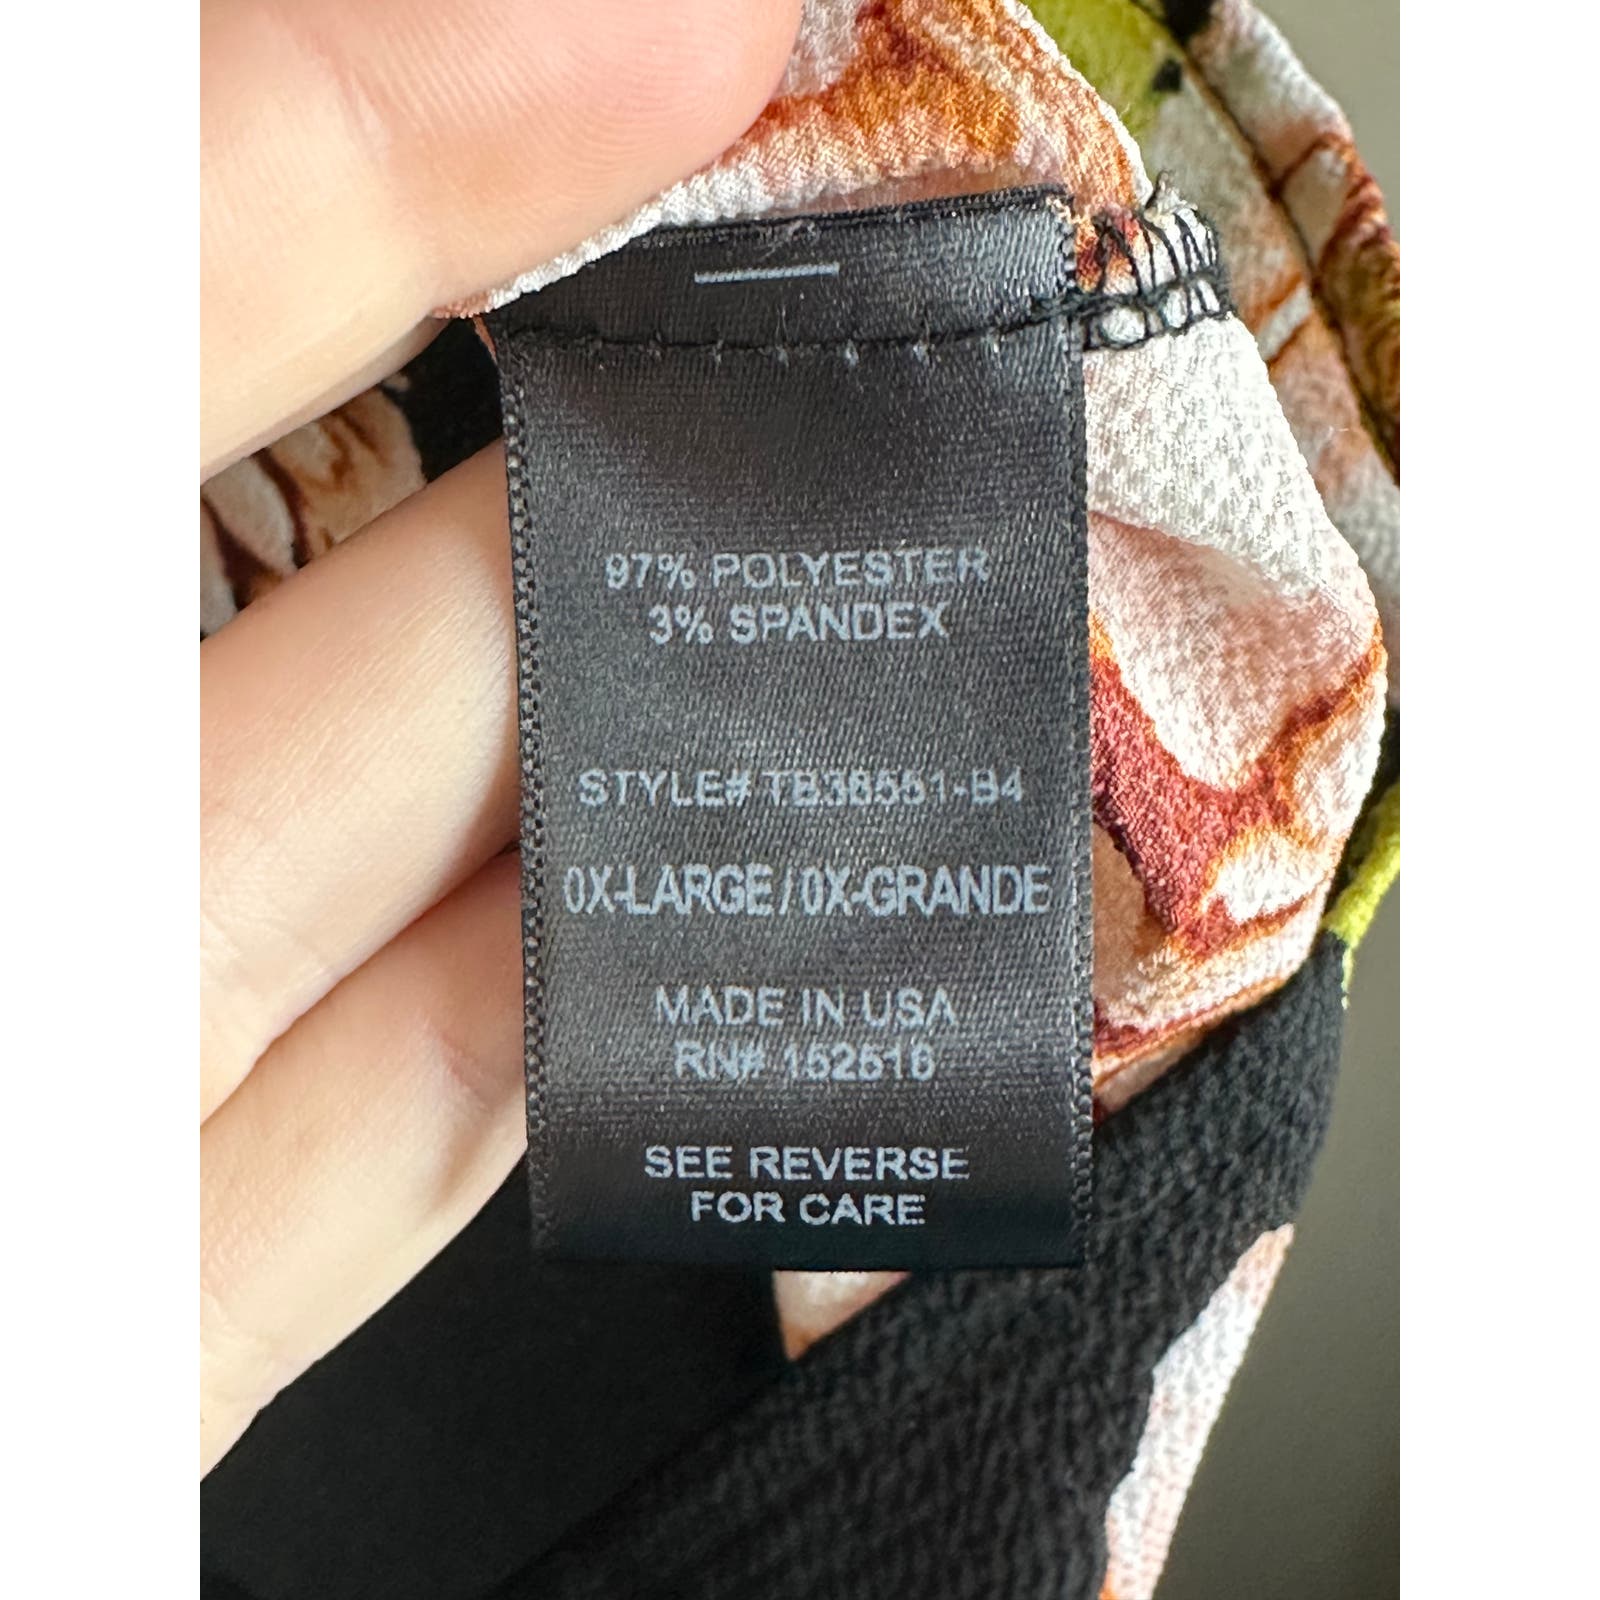 97% POLYESTER
3% SPANDEX
STYLE# TB36551-B4
0X-LARGE / 0X-GRANDE
MADE IN USA
RN# 152516
SEE REVERSE
FOR CARE